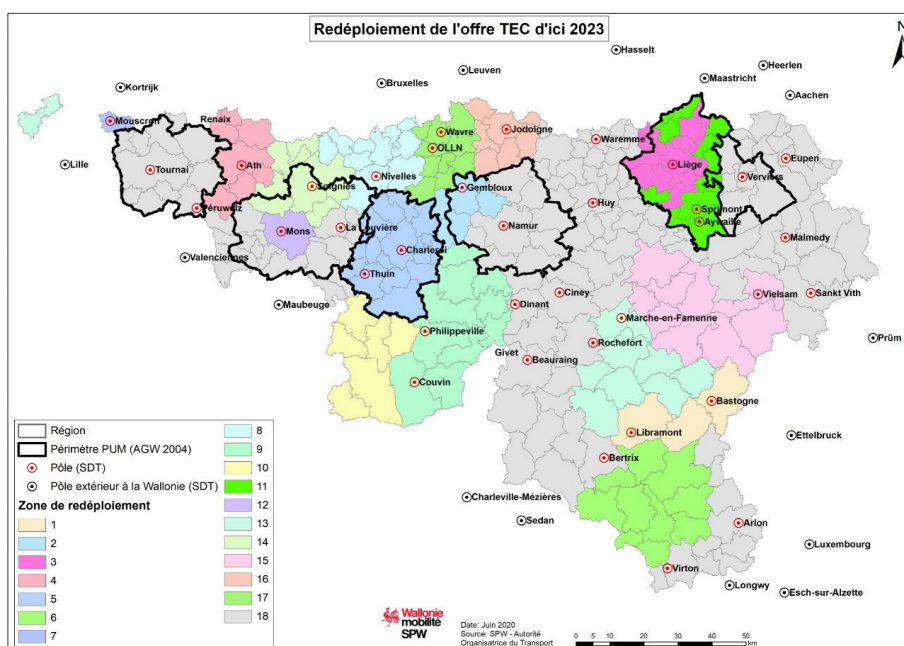 Redéploiement de l'offre TEC d'ici 2023
N
Hasselt
Leuven
Heerlen
Bruxelles
Maastricht
Kortrijk
Aachen
Mouscron
Renaix
Wavre
Jodoigne
Waremme
OLLN
Lille
Ath
Liège
Eupen
Tournai
Nivelles
Verviers
Soignies
Gembloux
Péruwelz
Huy
Sprimont
Aywaille
Mons
La Louvière
Namur
Malmedy
Charleroi
Valenciennes
Thuin
Ciney
Vielsam
Sankt Vith
Maubeuge
Dinant
Marche-en-Famenne
Philippeville
Rochefort
Prüm
Givet
Beauraing
Couvin
Bastogne
Libramont
Ettelbruck
Bertrix
Charleville-Mézières
Sedan
Arlon
Luxembourg
Virton
Longwy
Esch-sur-Alzette
Région
Périmètre PUM (AGW 2004)
Pôle (SDT)
Pôle extérieur à la Wallonie (SDT)
Zone de redéploiement
1
2
3
4
5
6
7
8
9
10
11
12
13
14
15
16
17
18
Wallonie
mobilité
SPW
Date: Juin 2020
Source: SPW - Autorité
Organisatrice du Transport
0 5 10 20 30 40 50
km